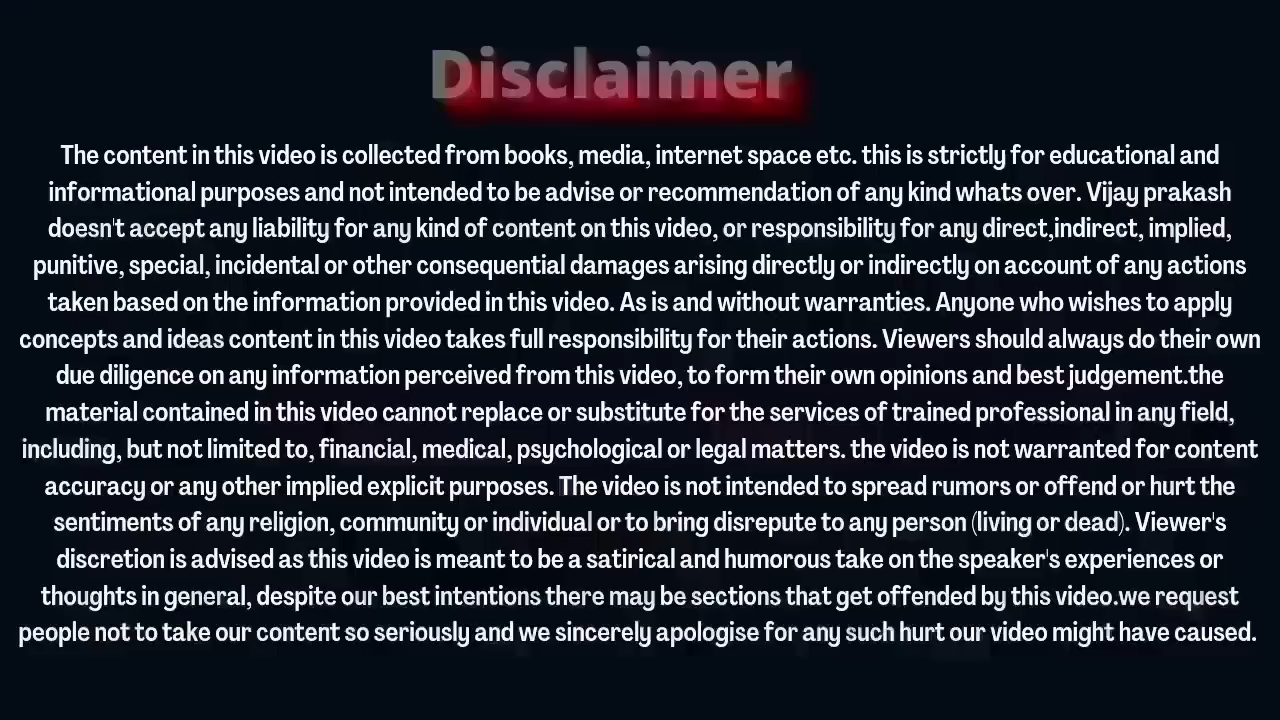 Disclaimer
The content in this video is collected from books, media, internet space etc. this is strictly for educational and
informational purposes and not intended to be advise or recommendation of any kind whats over. Vijay prakash
doesn't accept any liability for any kind of content on this video, or responsibility for any direct,indirect, implied,
punitive, special, incidental or other consequential damages arising directly or indirectly on account of any actions
taken based on the information provided in this video. As is and without warranties. Anyone who wishes to apply
concepts and ideas content in this video takes full responsibility for their actions. Viewers should always do their own
due diligence on any information perceived from this video, to form their own opinions and best judgement.the
material contained in this video cannot replace or substitute for the services of trained professional in any field,
including, but not limited to, financial, medical, psychological or legal matters. the video is not warranted for content
accuracy or any other implied explicit purposes. The video is not intended to spread rumors or offend or hurt the
sentiments of any religion, community or individual or to bring disrepute to any person (living or dead). Viewer's
discretion is advised as this video is meant to be a satirical and humorous take on the speaker's experiences or
thoughts in general, despite our best intentions there may be sections that get offended by this video.we request
people not to take our content so seriously and we sincerely apologise for any such hurt our video might have caused.